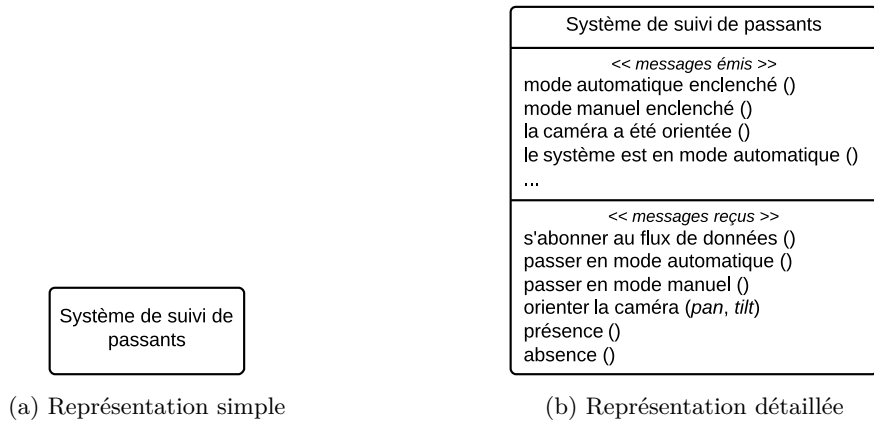 Système de suivi de
passants
(a) Représentation simple
Système de suivi de passants
<< messages émis >>
mode automatique enclenché ()
mode manuel enclenché ()
la caméra a été orientée ()
le système est en mode automatique ()
...
<< messages reçus >>
s'abonner au flux de données ()
passer en mode automatique ()
passer en mode manuel ()
orienter la caméra (pan, tilt)
présence ()
absence ()
(b) Représentation détaillée